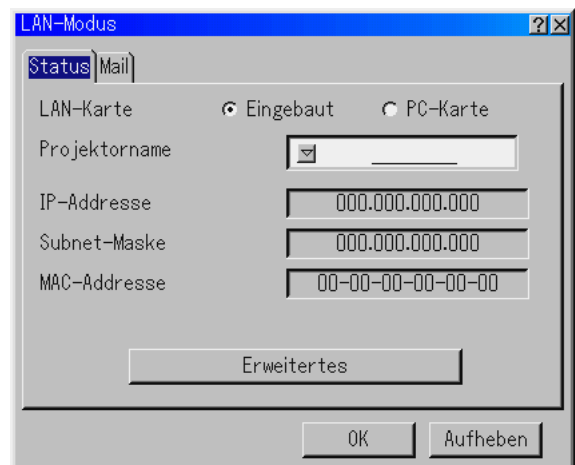 LAN-Modus
Status Mail
LAN-Karte Eingebaut PC-Karte
Projektorname
IP-Addresse 000.000.000.000
Subnet-Maske 000.000.000.000
MAC-Addresse 00-00-00-00-00-00
Erweitertes
OK Aufheben